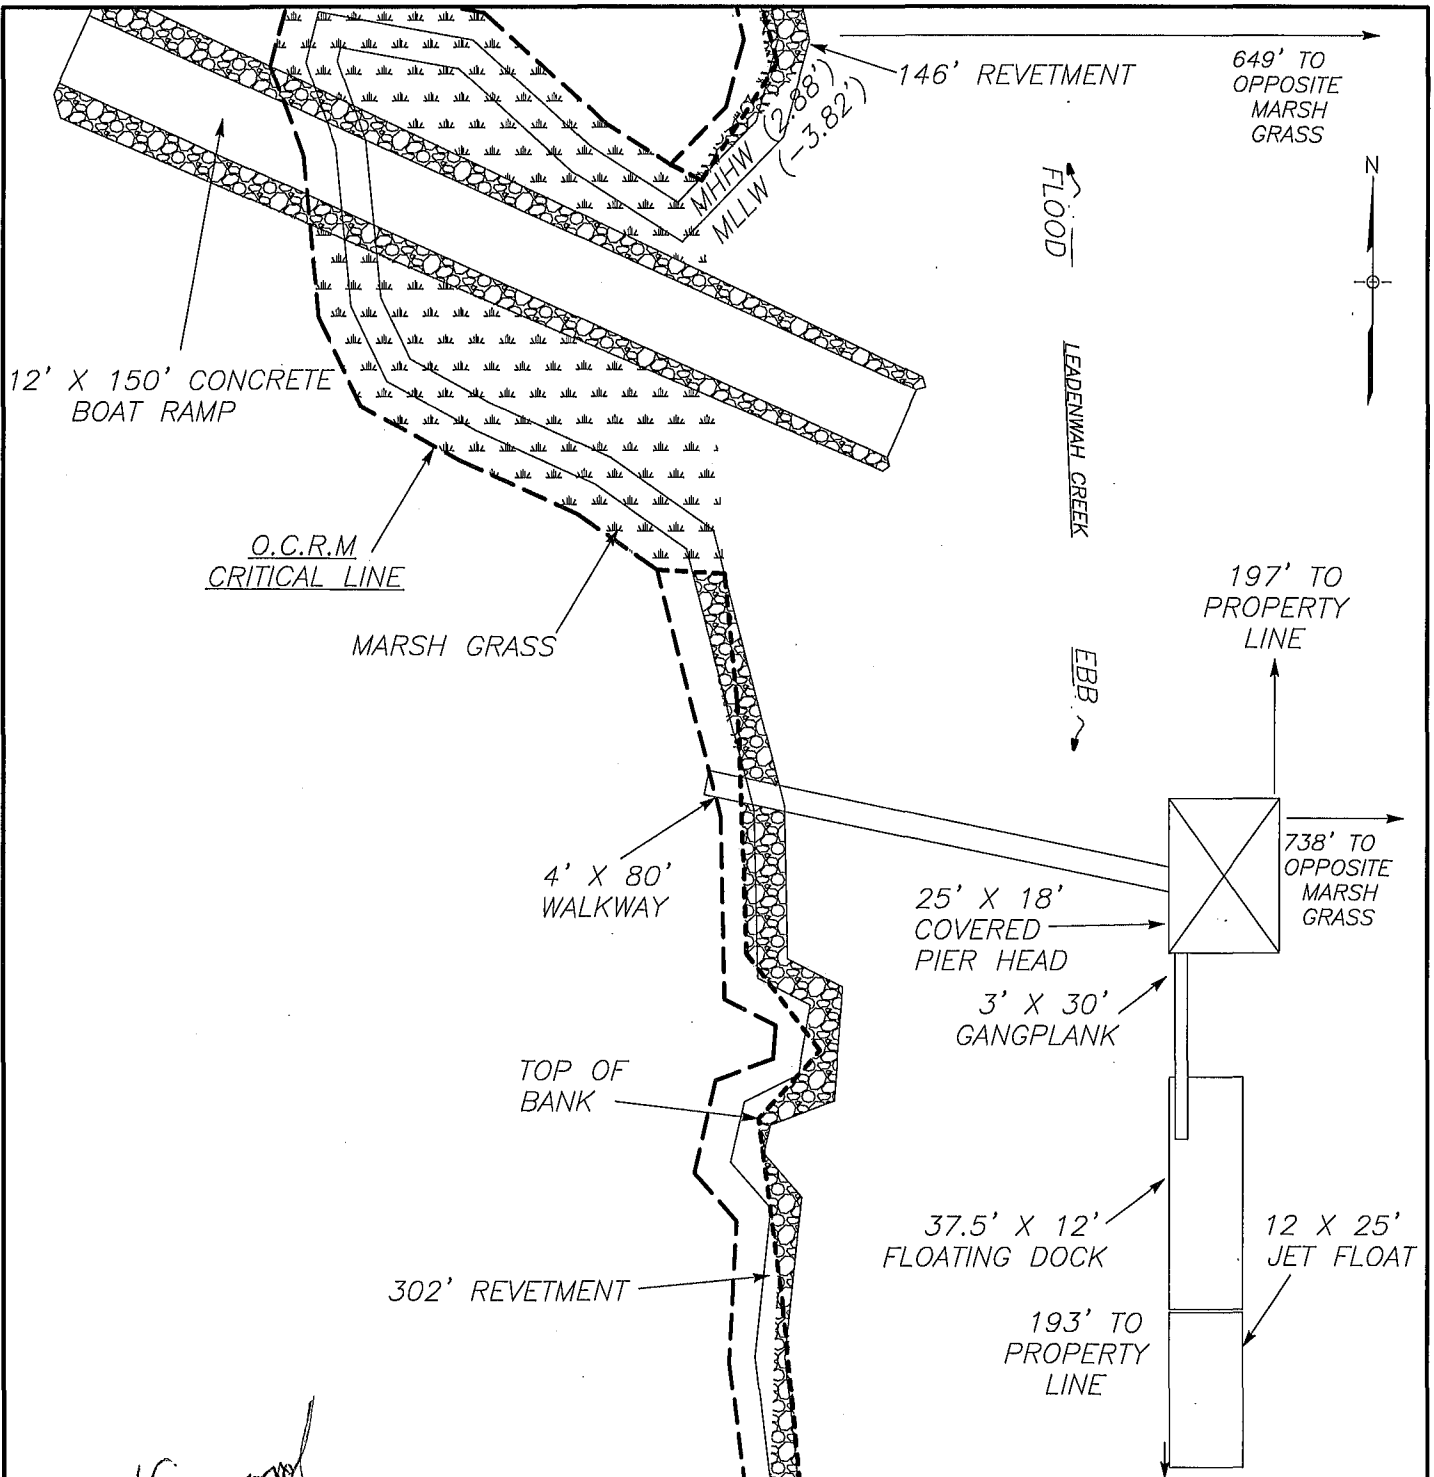 146' REVETMENT
649' TO
OPPOSITE
MARSH
GRASS
MHHW (2.88')
MLLW (-3.82')
FLOOD
N
12' X 150' CONCRETE
BOAT RAMP
LEADENWAH CREEK
O.C.R.M
CRITICAL LINE
MARSH GRASS
197' TO
PROPERTY
LINE
EBB
4' X 80'
WALKWAY
738' TO
OPPOSITE
MARSH
GRASS
25' X 18'
COVERED
PIER HEAD
3' X 30'
GANGPLANK
TOP OF
BANK
37.5' X 12'
FLOATING DOCK
12 X 25'
JET FLOAT
302' REVETMENT
193' TO
PROPERTY
LINE